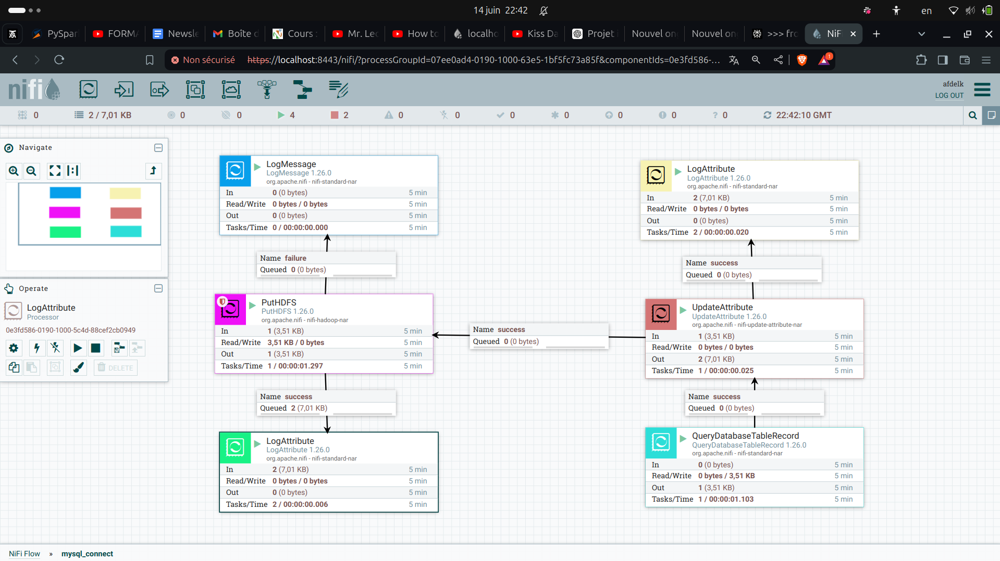 14 juin 22:42
en
PySpar
FORMA
Newsle
Boîte d
Cours :
Mr. Lec
How to
localho
Kiss Da
Projet i
Nouvel on
Nouvel on
>>> fro
NiF
Non sécurisé
https://localhost:8443/nifi/?processGroupId=07ee0ad4-0190-1000-63e5-1bf5fc73a85f&componentIds=0e3fd586-...
1
nifi
afdelk
LOG OUT
0
2 / 7,01 KB
0
0
4
2
0
0
0
0
0
0
? 0
22:42:10 GMT
Navigate
Operate
LogAttribute
Processor
0e3fd586-0190-1000-5c4d-88cef2cb0949
DELETE
LogMessage
LogMessage 1.26.0
org.apache.nifi - nifi-standard-nar
In 0 (0 bytes) 5 min
Read/Write 0 bytes / 0 bytes 5 min
Out 0 (0 bytes) 5 min
Tasks/Time 0 / 00:00:00.000 5 min
Name failure
Queued 0 (0 bytes)
PutHDFS
PutHDFS 1.26.0
org.apache.nifi - nifi-hadoop-nar
In 1 (3,51 KB) 5 min
Read/Write 3,51 KB / 0 bytes 5 min
Out 1 (3,51 KB) 5 min
Tasks/Time 1 / 00:00:01.297 5 min
Name success
Queued 2 (7,01 KB)
LogAttribute
LogAttribute 1.26.0
org.apache.nifi - nifi-standard-nar
In 2 (7,01 KB) 5 min
Read/Write 0 bytes / 0 bytes 5 min
Out 0 (0 bytes) 5 min
Tasks/Time 2 / 00:00:00.006 5 min
Name success
Queued 0 (0 bytes)
LogAttribute
LogAttribute 1.26.0
org.apache.nifi - nifi-standard-nar
In 2 (7,01 KB) 5 min
Read/Write 0 bytes / 0 bytes 5 min
Out 0 (0 bytes) 5 min
Tasks/Time 2 / 00:00:00.020 5 min
Name success
Queued 0 (0 bytes)
UpdateAttribute
UpdateAttribute 1.26.0
org.apache.nifi - nifi-update-attribute-nar
In 1 (3,51 KB) 5 min
Read/Write 0 bytes / 0 bytes 5 min
Out 2 (7,01 KB) 5 min
Tasks/Time 1 / 00:00:00.025 5 min
Name success
Queued 0 (0 bytes)
QueryDatabaseTableRecord
QueryDatabaseTableRecord 1.26.0
org.apache.nifi - nifi-standard-nar
In 0 (0 bytes) 5 min
Read/Write 0 bytes / 3,51 KB 5 min
Out 1 (3,51 KB) 5 min
Tasks/Time 1 / 00:00:01.103 5 min
NiFi Flow » mysql_connect